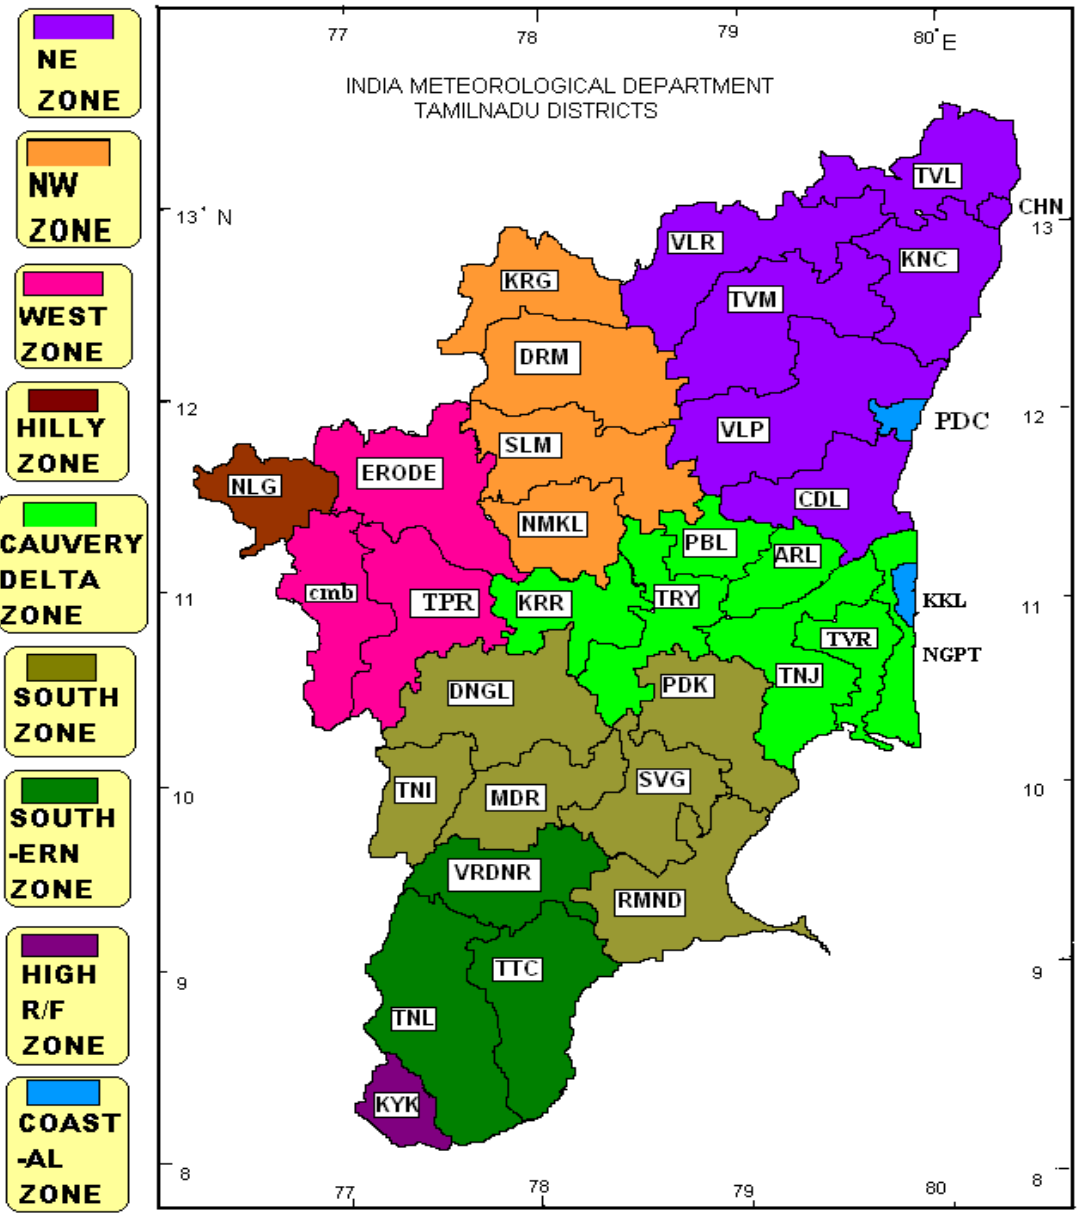 NE
ZONE
NW
ZONE
WEST
ZONE
HILLY
ZONE
CAUVERY
DELTA
ZONE
SOUTH
ZONE
SOUTH
-ERN
ZONE
HIGH
R/F
ZONE
COAST
-AL
ZONE
77
78
79
80° E
INDIA METEOROLOGICAL DEPARTMENT
TAMILNADU DISTRICTS
TVL
13° N
CHN
13
VLR
KNC
KRG
TVM
DRM
12
PDC
12
VLP
SLM
ERODE
NLG
CDL
NMKL
PBL
ARL
11
cmb
TPR
KRR
TRY
KKL
11
TVR
NGPT
TNJ
DNGL
PDK
10
TNI
MDR
SVG
10
VRDNR
RMND
9
TTC
9
TNL
KYK
8
8
77
78
79
80